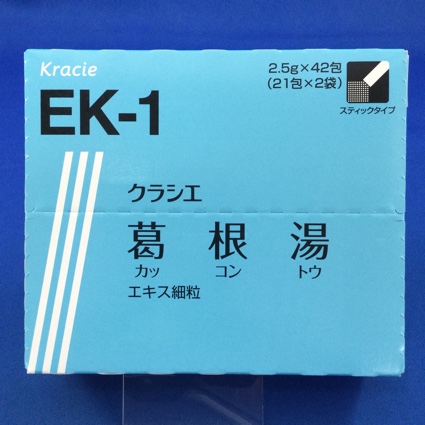 Kracie
2.5g×42包
(21包×2袋)
スティックタイプ
EK-1
クラシエ
葛根湯
カッ コン トウ
エキス細粒